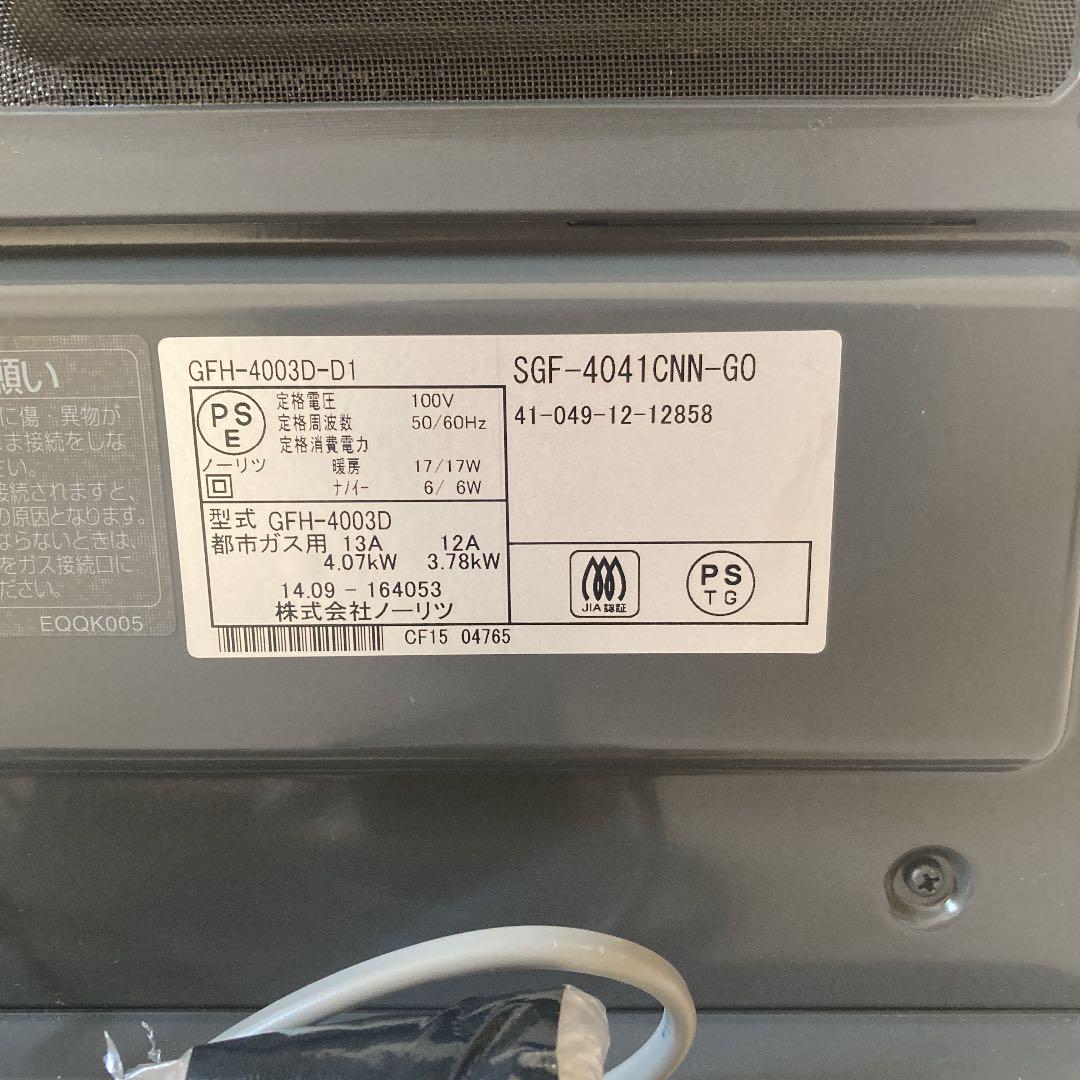 願い
に傷・異物が
ま接続をしな
さい。
接続されますと、
の原因となります。
ならないときは、
をガス接続口に
ださい。
EQQK005
GFH-4003D-D1
PS
E
定格電圧 100V
定格周波数 50/60Hz
定格消費電力
ノーリツ 暖房 17/17W
ナノイー 6/ 6W
型式 GFH-4003D
都市ガス用 13A 12A
4.07kW 3.78kW
14.09 - 164053
株式会社ノーリツ
CF15 04765
SGF-4041CNN-GO
41-049-12-12858
JIA認証
PS
TG